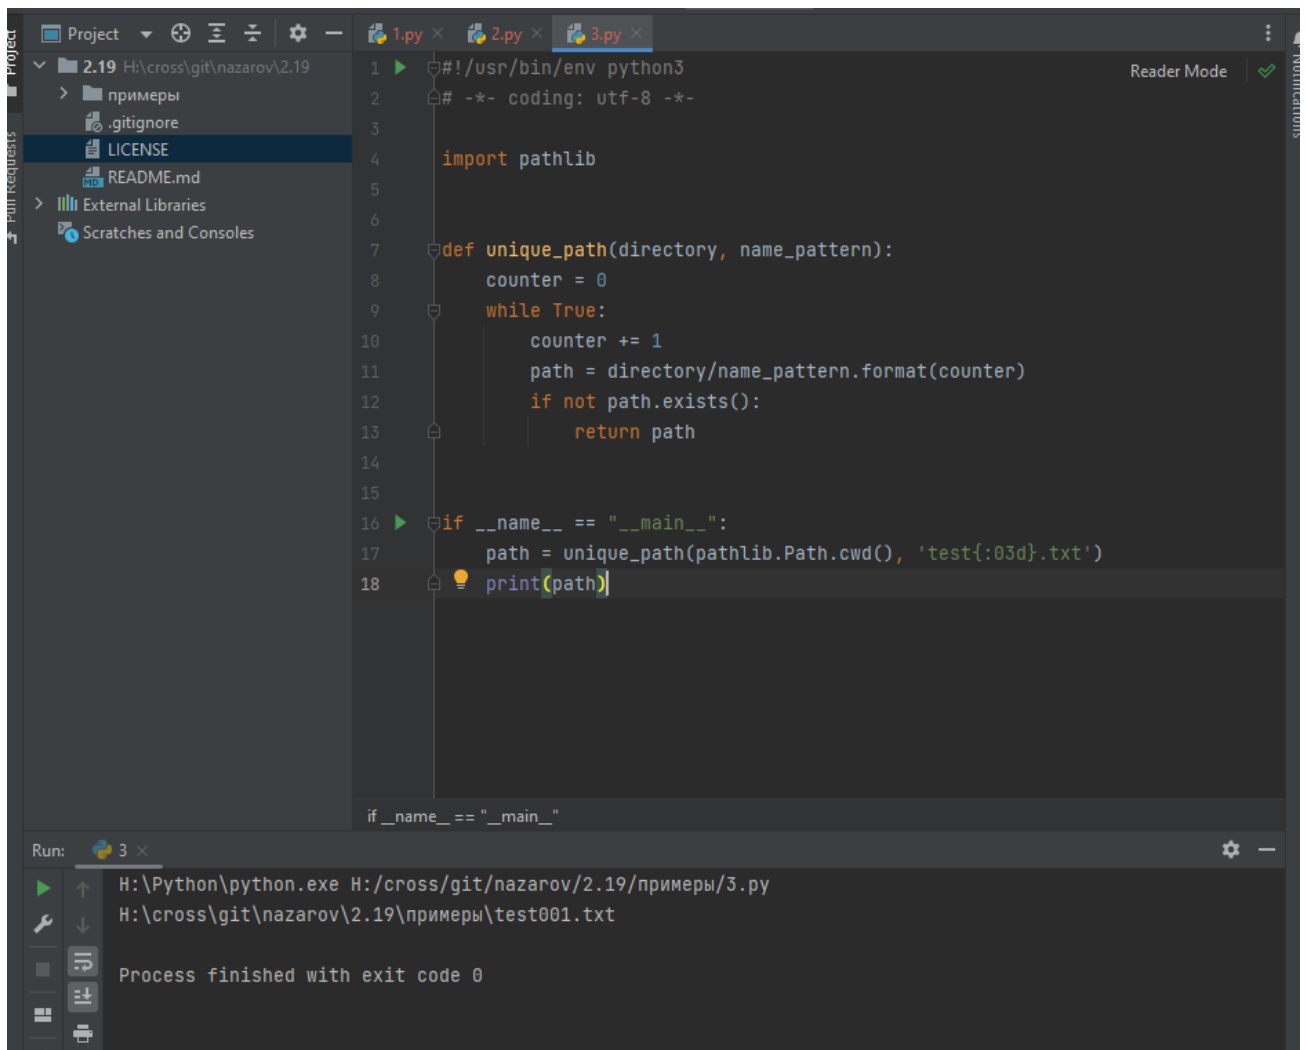 Project
1.py
2.py
3.py
Project
2.19 H:\cross\git\nazarov\2.19
примеры
.gitignore
LICENSE
README.md
External Libraries
Scratches and Consoles
Pull Requests
Reader Mode
Notifications
1 #!/usr/bin/env python3
2 # -*- coding: utf-8 -*-
3
4 import pathlib
5
6
7 def unique_path(directory, name_pattern):
8 counter = 0
9 while True:
10 counter += 1
11 path = directory/name_pattern.format(counter)
12 if not path.exists():
13 return path
14
15
16 if __name__ == "__main__":
17 path = unique_path(pathlib.Path.cwd(), 'test{:03d}.txt')
18 print(path)
if __name__ == "__main__"
Run: 3
H:\Python\python.exe H:/cross/git/nazarov/2.19/примеры/3.py
H:\cross\git\nazarov\2.19\примеры\test001.txt
Process finished with exit code 0